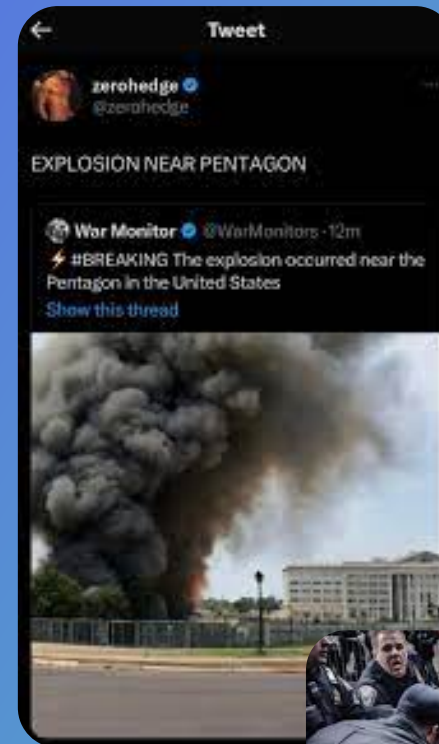 Tweet
zerohedge
@zerohedge
EXPLOSION NEAR PENTAGON
War Monitor @WarMonitors · 12m
⚡ #BREAKING The explosion occurred near the
Pentagon in the United States
Show this thread